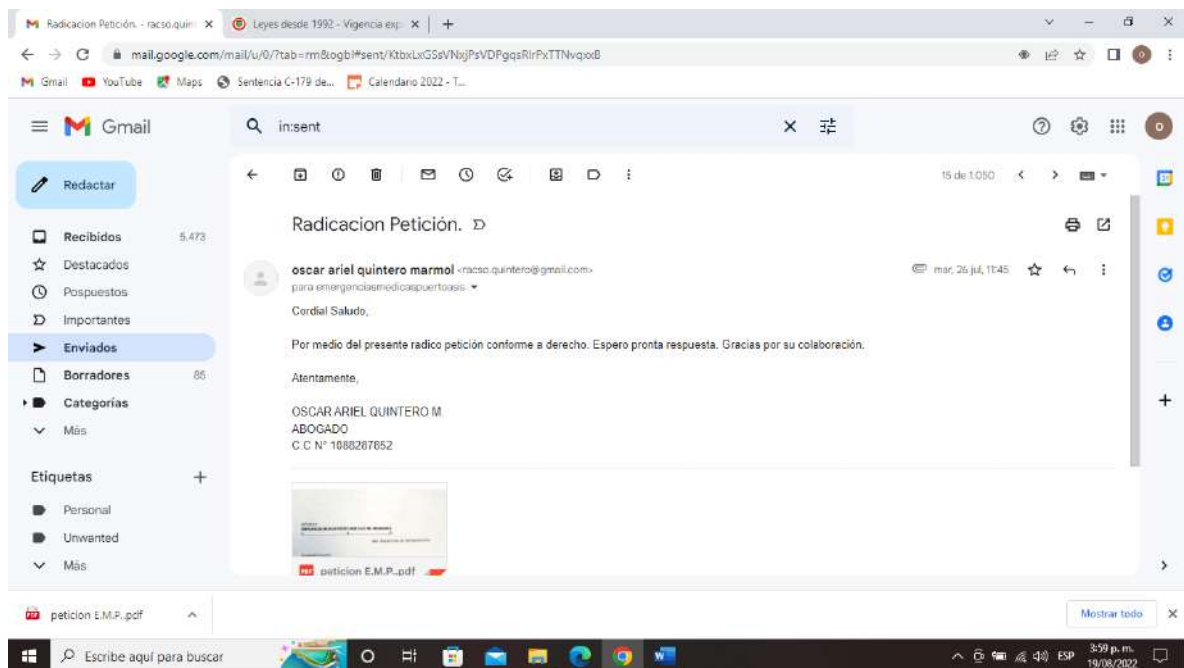 Radicacion Petición. - racso.quin
Leyes desde 1992 - Vigencia exp
mail.google.com/mail/u/0/?tab=rm&ogbl#sent/
Gmail
YouTube
Maps
Sentencia C-179 de...
Calendario 2022 - T...
Gmail
in:sent
Redactar
15 de 1.050
Recibidos 5.473
Destacados
Pospuestos
Importantes
Enviados
Borradores 85
Categorías
Más
Etiquetas
Personal
Unwanted
Más
Radicacion Petición.
oscar ariel quintero marmol <racso.quintero@gmail.com>
mar, 26 jul, 11:45
para emergenciasmedicaspuertoasis
Cordial Saludo,
Por medio del presente radico petición conforme a derecho. Espero pronta respuesta. Gracias por su colaboración.
Atentamente,
OSCAR ARIEL QUINTERO M
ABOGADO
C.C N° 1088287852
PDF
peticion E.M.P..pdf
peticion E.M.P..pdf
Mostrar todo
Escribe aquí para buscar
ESP
3:59 p. m.
19/08/2022